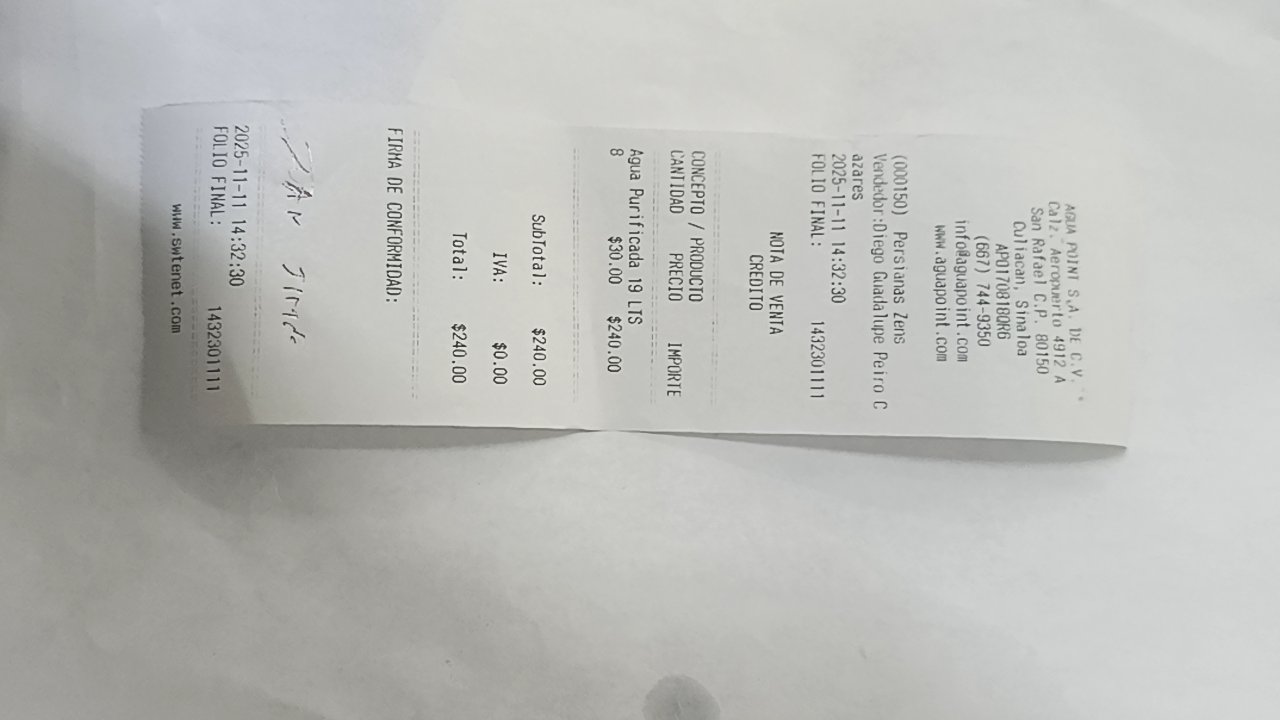 AGUA POINT S.A. DE C.V.
Calz. Aeropuerto 4912 A
San Rafael C.P. 80150
Culiacan, Sinaloa
APO170818QR6
(667) 744-9350
info@aguapoint.com
www.aguapoint.com
(000150) Persianas Zens
Vendedor:Diego Guadalupe Peiro C
azares
2025-11-11 14:32:30
FOLIO FINAL: 1432301111
NOTA DE VENTA
CREDITO
CONCEPTO / PRODUCTO
CANTIDAD PRECIO IMPORTE
Agua Purificada 19 LTS
8 $30.00 $240.00
SubTotal: $240.00
IVA: $0.00
Total: $240.00
FIRMA DE CONFORMIDAD:
2025-11-11 14:32:30
FOLIO FINAL: 1432301111
www.swtenet.com